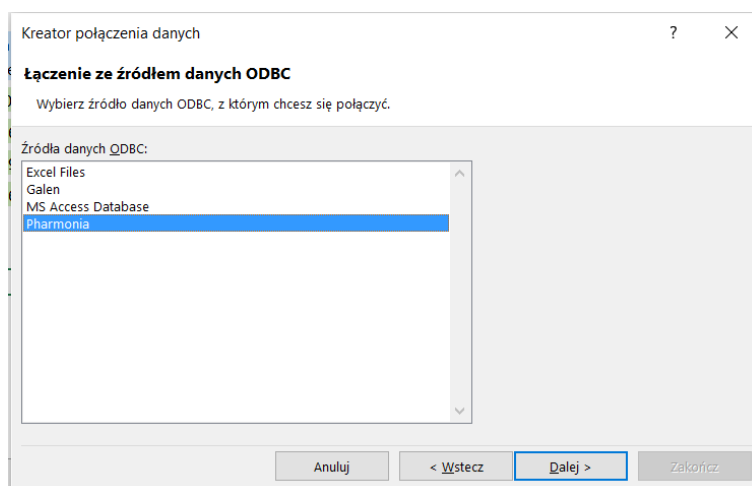 Kreator połączenia danych ?
Łączenie ze źródłem danych ODBC
Wybierz źródło danych ODBC, z którym chcesz się połączyć.
Źródła danych ODBC:
Excel Files
Galen
MS Access Database
Pharmonia
Anuluj < Wstecz Dalej > Zakończ